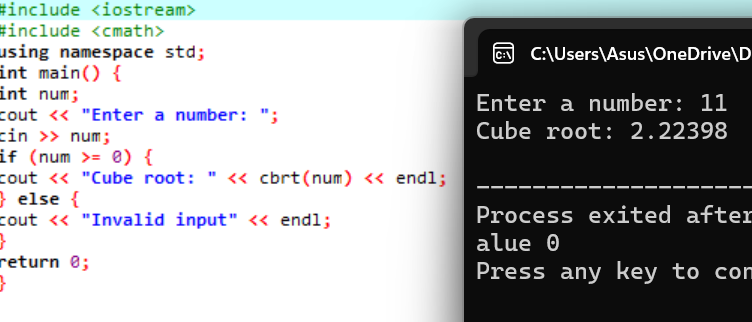 #include <iostream>
#include <cmath>
using namespace std;
int main() {
int num;
cout << "Enter a number: ";
cin >> num;
if (num >= 0) {
cout << "Cube root: " << cbrt(num) << endl;
} else {
cout << "Invalid input" << endl;
}
return 0;
}
C:\Users\Asus\OneDrive\D
Enter a number: 11
Cube root: 2.22398
--------------------
Process exited after
alue 0
Press any key to con